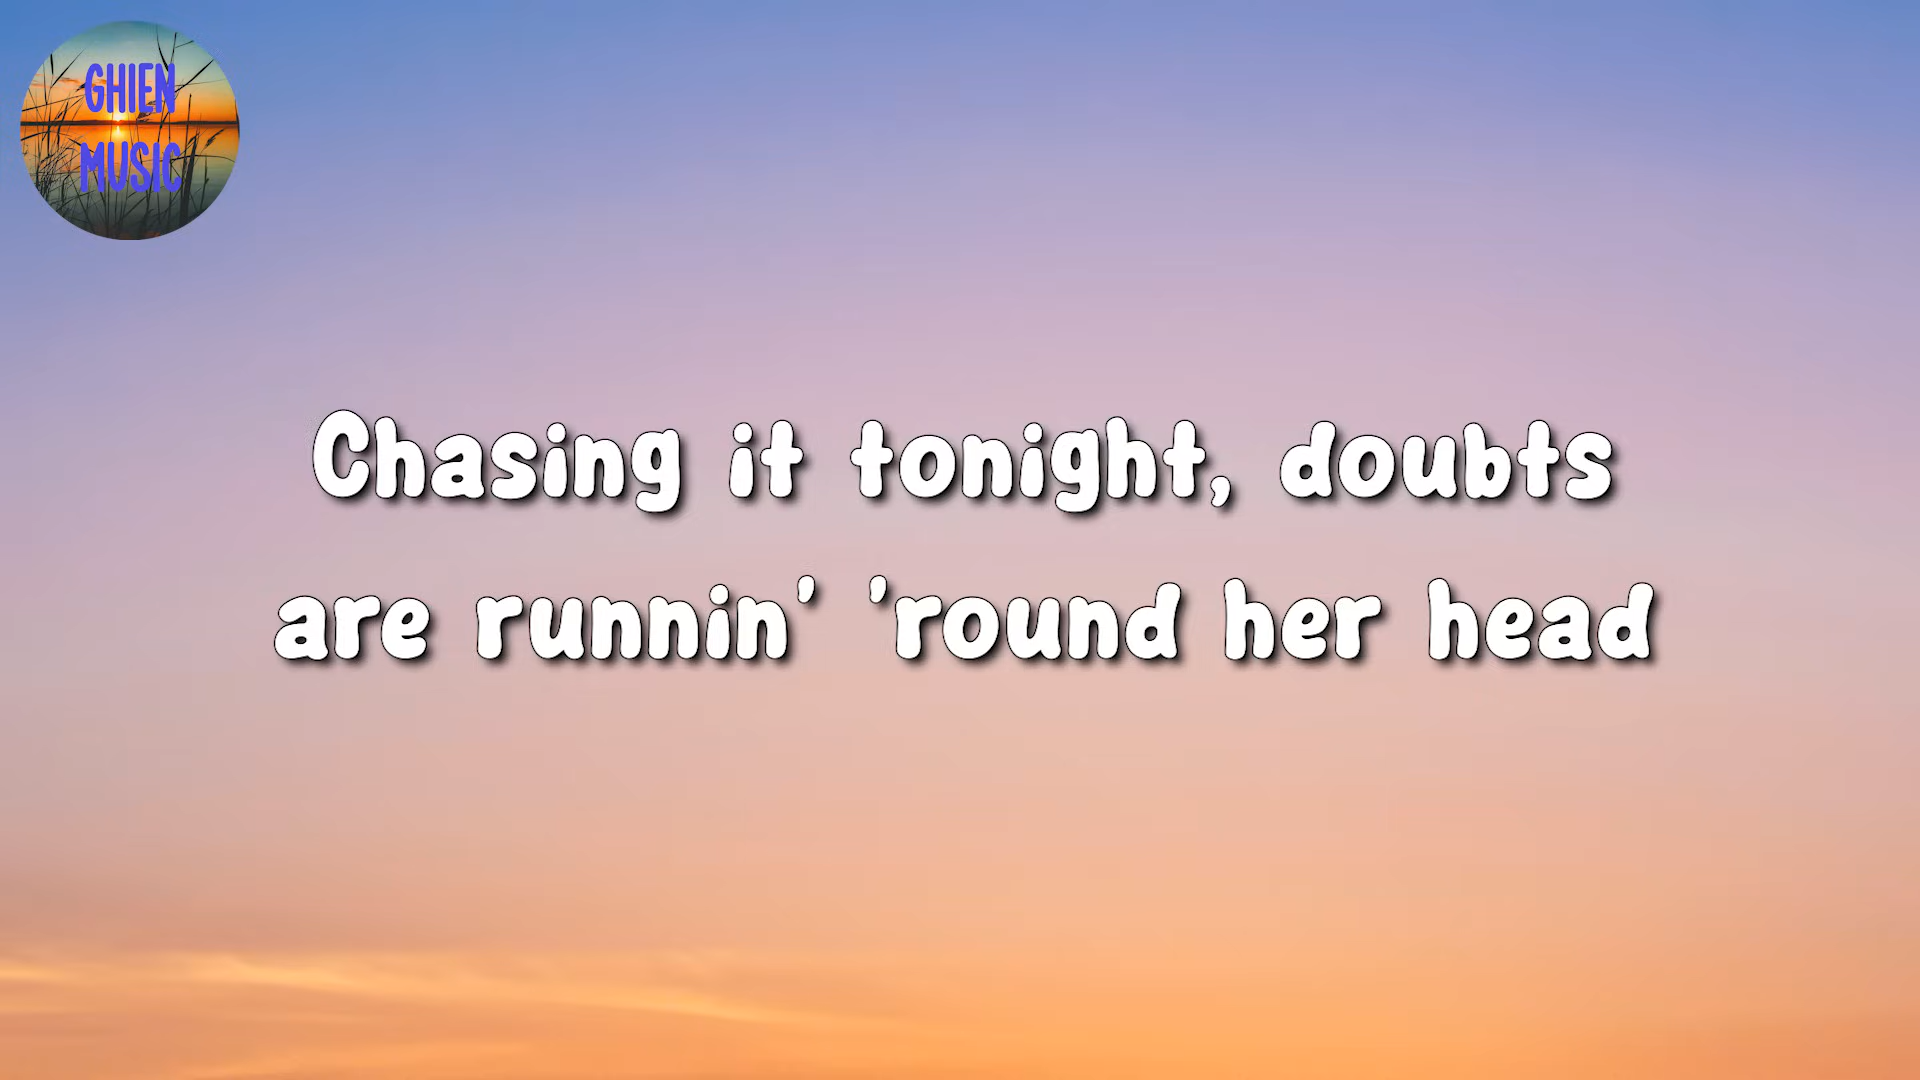 GHIEN
MUSIC
Chasing it tonight, doubts
are runnin' 'round her head